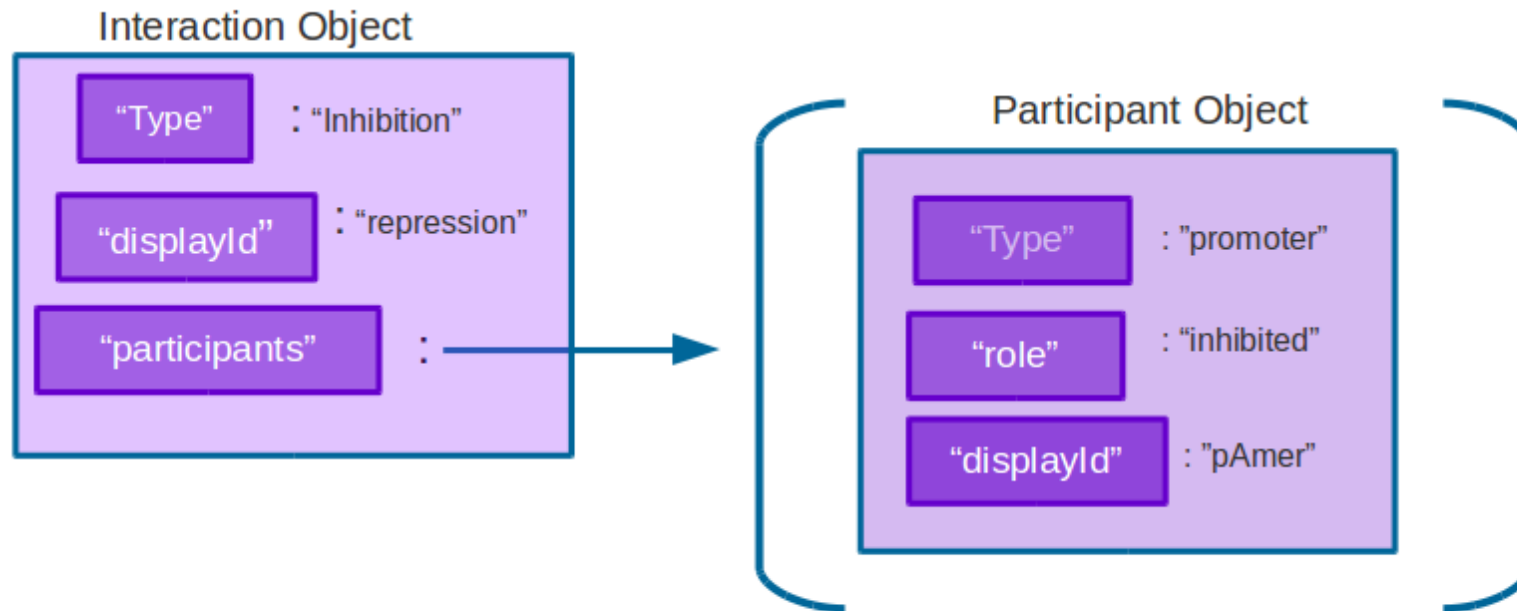 Interaction Object
“Type” : “Inhibition”
“displayId” : “repression”
“participants” :
Participant Object
“Type” : ”promoter”
“role” : “inhibited”
“displayId” : ”pAmer”